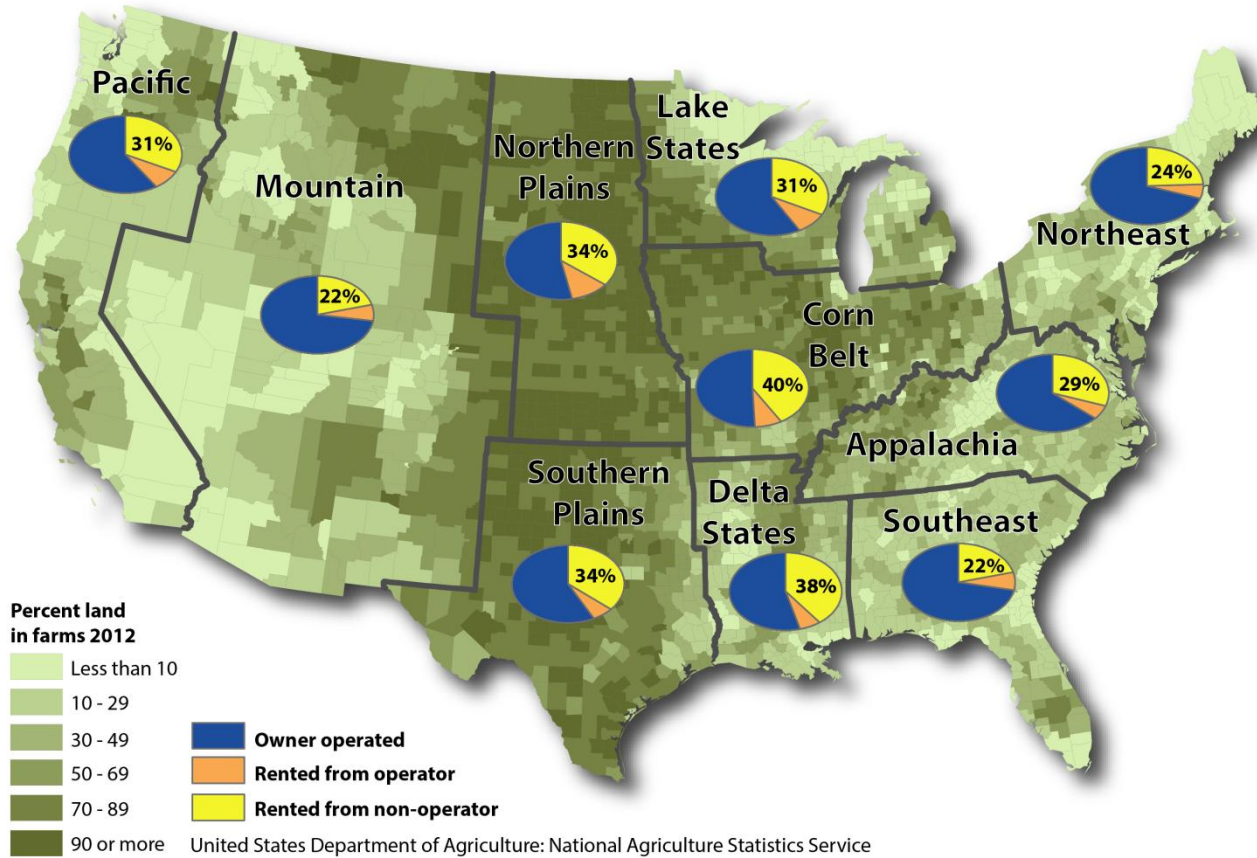 Pacific
31%
Mountain
22%
Northern
Plains
34%
Lake
States
31%
24%
Northeast
Corn
Belt
40%
29%
Appalachia
Southern
Plains
34%
Delta
States
38%
Southeast
22%
Percent land
in farms 2012
Less than 10
10 - 29
30 - 49
50 - 69
70 - 89
90 or more
Owner operated
Rented from operator
Rented from non-operator
United States Department of Agriculture: National Agriculture Statistics Service